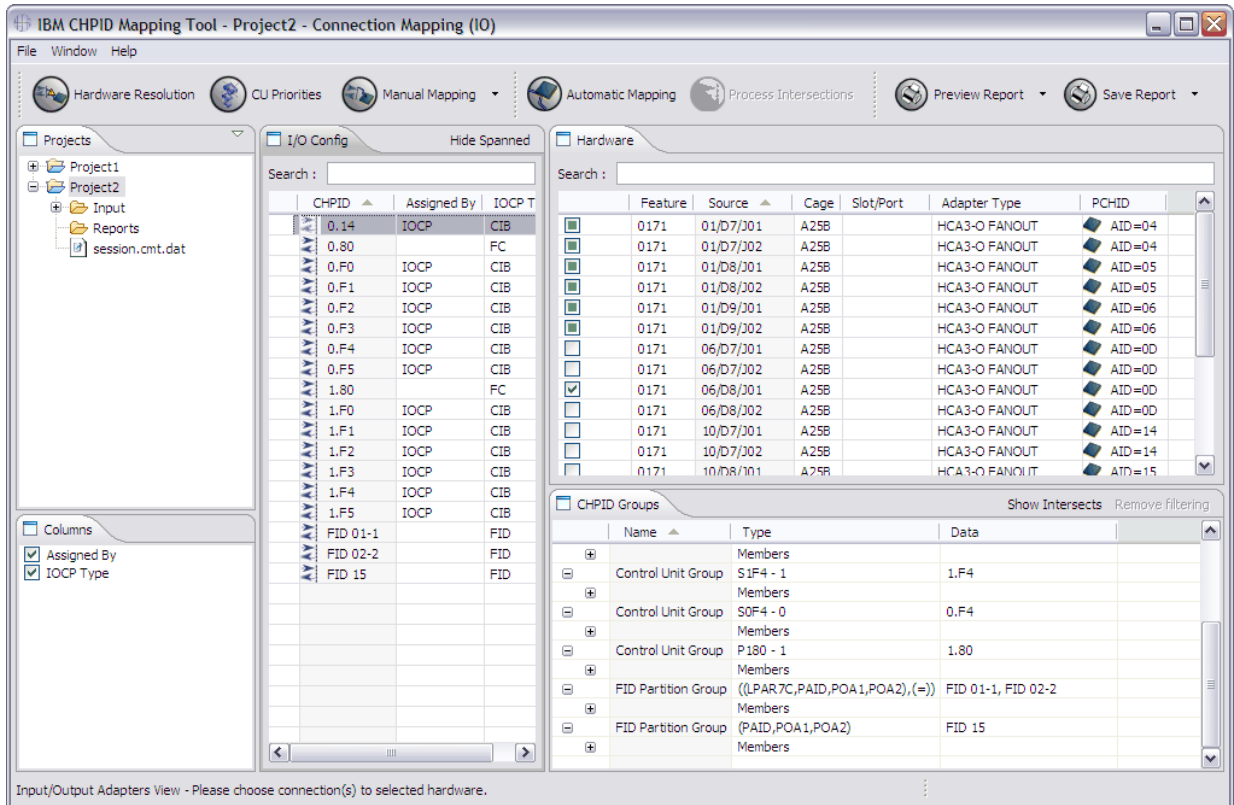 IBM CHPID Mapping Tool - Project2 - Connection Mapping (IO)
File Window Help
Hardware Resolution CU Priorities Manual Mapping Automatic Mapping Process Intersections Preview Report Save Report
Projects
Project1
Project2
Input
Reports
session.cmt.dat
Columns
Assigned By
IOCP Type
I/O Config Hide Spanned
Search :
CHPID Assigned By IOCP T
0.14 IOCP CIB
0.80 FC
0.F0 IOCP CIB
0.F1 IOCP CIB
0.F2 IOCP CIB
0.F3 IOCP CIB
0.F4 IOCP CIB
0.F5 IOCP CIB
1.80 FC
1.F0 IOCP CIB
1.F1 IOCP CIB
1.F2 IOCP CIB
1.F3 IOCP CIB
1.F4 IOCP CIB
1.F5 IOCP CIB
FID 01-1 FID
FID 02-2 FID
FID 15 FID
Hardware
Search :
Feature Source Cage Slot/Port Adapter Type PCHID
0171 01/D7/J01 A25B HCA3-O FANOUT AID=04
0171 01/D7/J02 A25B HCA3-O FANOUT AID=04
0171 01/D8/J01 A25B HCA3-O FANOUT AID=05
0171 01/D8/J02 A25B HCA3-O FANOUT AID=05
0171 01/D9/J01 A25B HCA3-O FANOUT AID=06
0171 01/D9/J02 A25B HCA3-O FANOUT AID=06
0171 06/D7/J01 A25B HCA3-O FANOUT AID=0D
0171 06/D7/J02 A25B HCA3-O FANOUT AID=0D
0171 06/D8/J01 A25B HCA3-O FANOUT AID=0D
0171 06/D8/J02 A25B HCA3-O FANOUT AID=0D
0171 10/D7/J01 A25B HCA3-O FANOUT AID=14
0171 10/D7/J02 A25B HCA3-O FANOUT AID=14
0171 10/D8/J01 A25B HCA3-O FANOUT AID=15
CHPID Groups Show Intersects Remove filtering
Name Type Data
Members
Control Unit Group S1F4 - 1 1.F4
Members
Control Unit Group S0F4 - 0 0.F4
Members
Control Unit Group P180 - 1 1.80
Members
FID Partition Group ((LPAR7C,PAID,POA1,POA2),(=)) FID 01-1, FID 02-2
Members
FID Partition Group (PAID,POA1,POA2) FID 15
Members
Input/Output Adapters View - Please choose connection(s) to selected hardware.